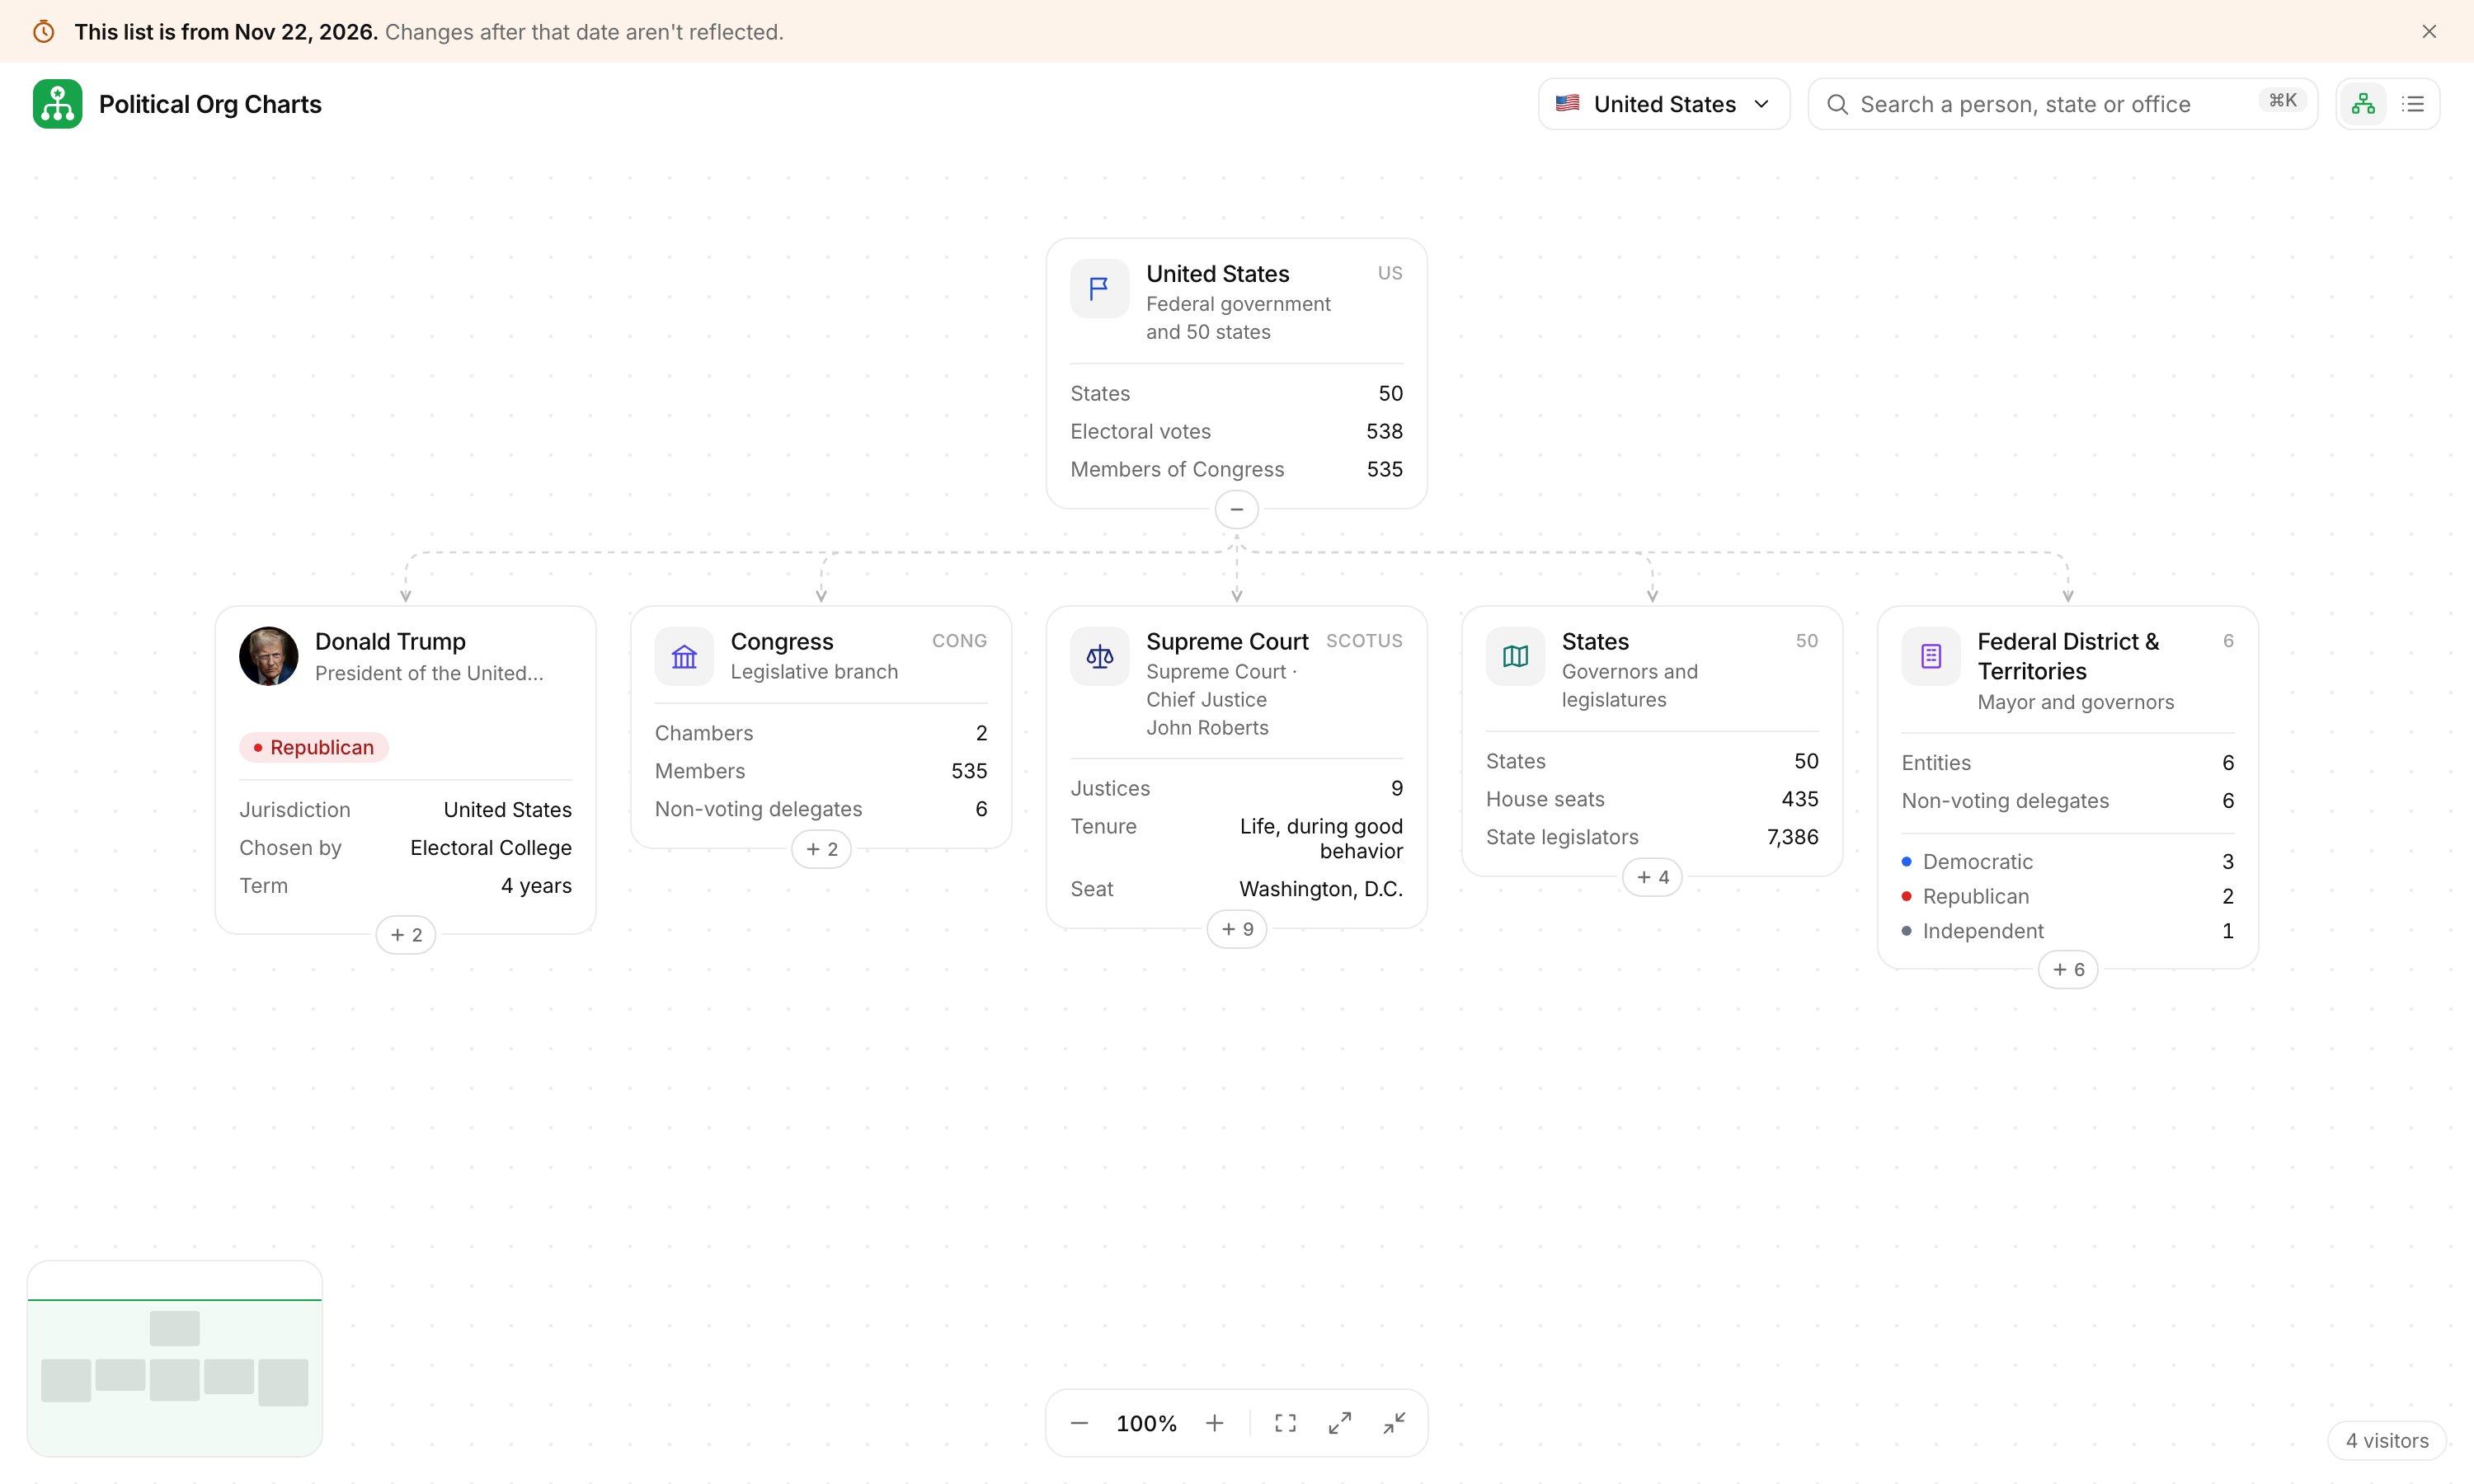 This list is from Nov 22, 2026. Changes after that date aren't reflected.
Political Org Charts
United States
Search a person, state or office
⌘K
United States
US
Federal government
and 50 states
States 50
Electoral votes 538
Members of Congress 535
Donald Trump
President of the United...
Republican
Jurisdiction United States
Chosen by Electoral College
Term 4 years
+ 2
Congress
CONG
Legislative branch
Chambers 2
Members 535
Non-voting delegates 6
+ 2
Supreme Court
SCOTUS
Supreme Court ·
Chief Justice
John Roberts
Justices 9
Tenure Life, during good
behavior
Seat Washington, D.C.
+ 9
States
50
Governors and
legislatures
States 50
House seats 435
State legislators 7,386
+ 4
Federal District &
Territories
6
Mayor and governors
Entities 6
Non-voting delegates 6
Democratic 3
Republican 2
Independent 1
+ 6
100%
4 visitors